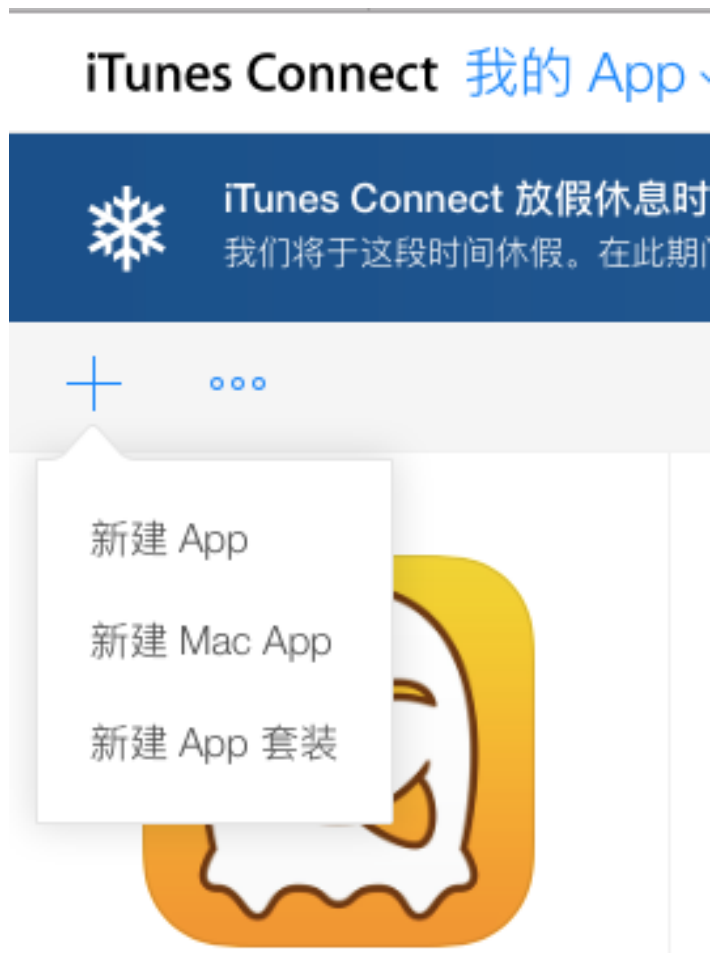 iTunes Connect 我的 App
iTunes Connect 放假休息时
我们将于这段时间休假。在此期
新建 App
新建 Mac App
新建 App 套装